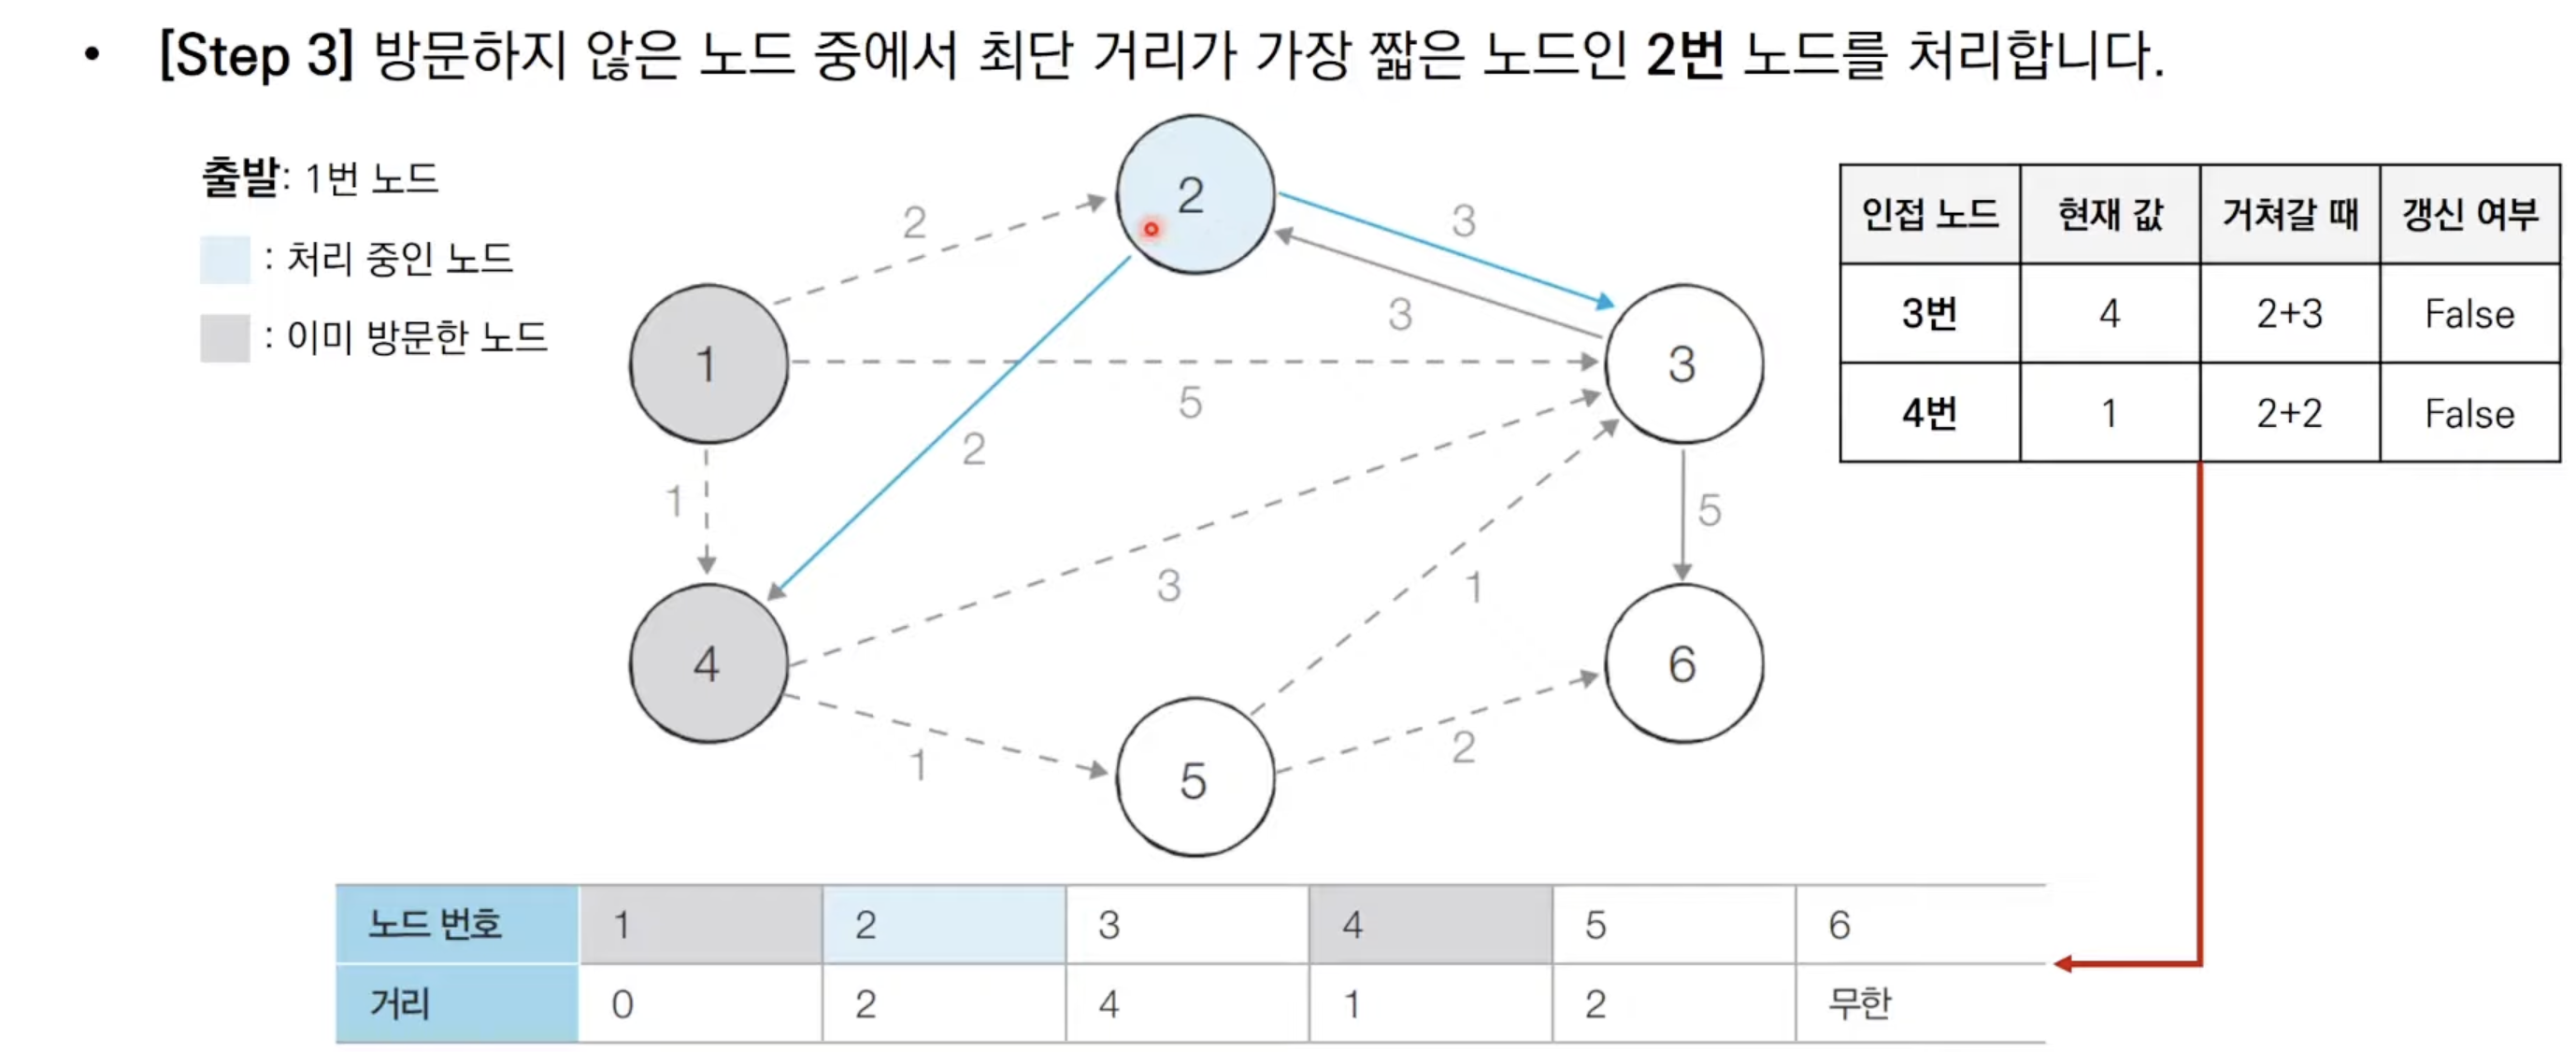 • [Step 3] 방문하지 않은 노드 중에서 최단 거리가 가장 짧은 노드인 2번 노드를 처리합니다.
출발: 1번 노드
: 처리 중인 노드
: 이미 방문한 노드
2
2
3
3
1
5
3
2
1
3
1
5
4
6
1
5
2
인접 노드 현재 값 거쳐갈 때 갱신 여부
3번 4 2+3 False
4번 1 2+2 False
노드 번호 1 2 3 4 5 6
거리 0 2 4 1 2 무한